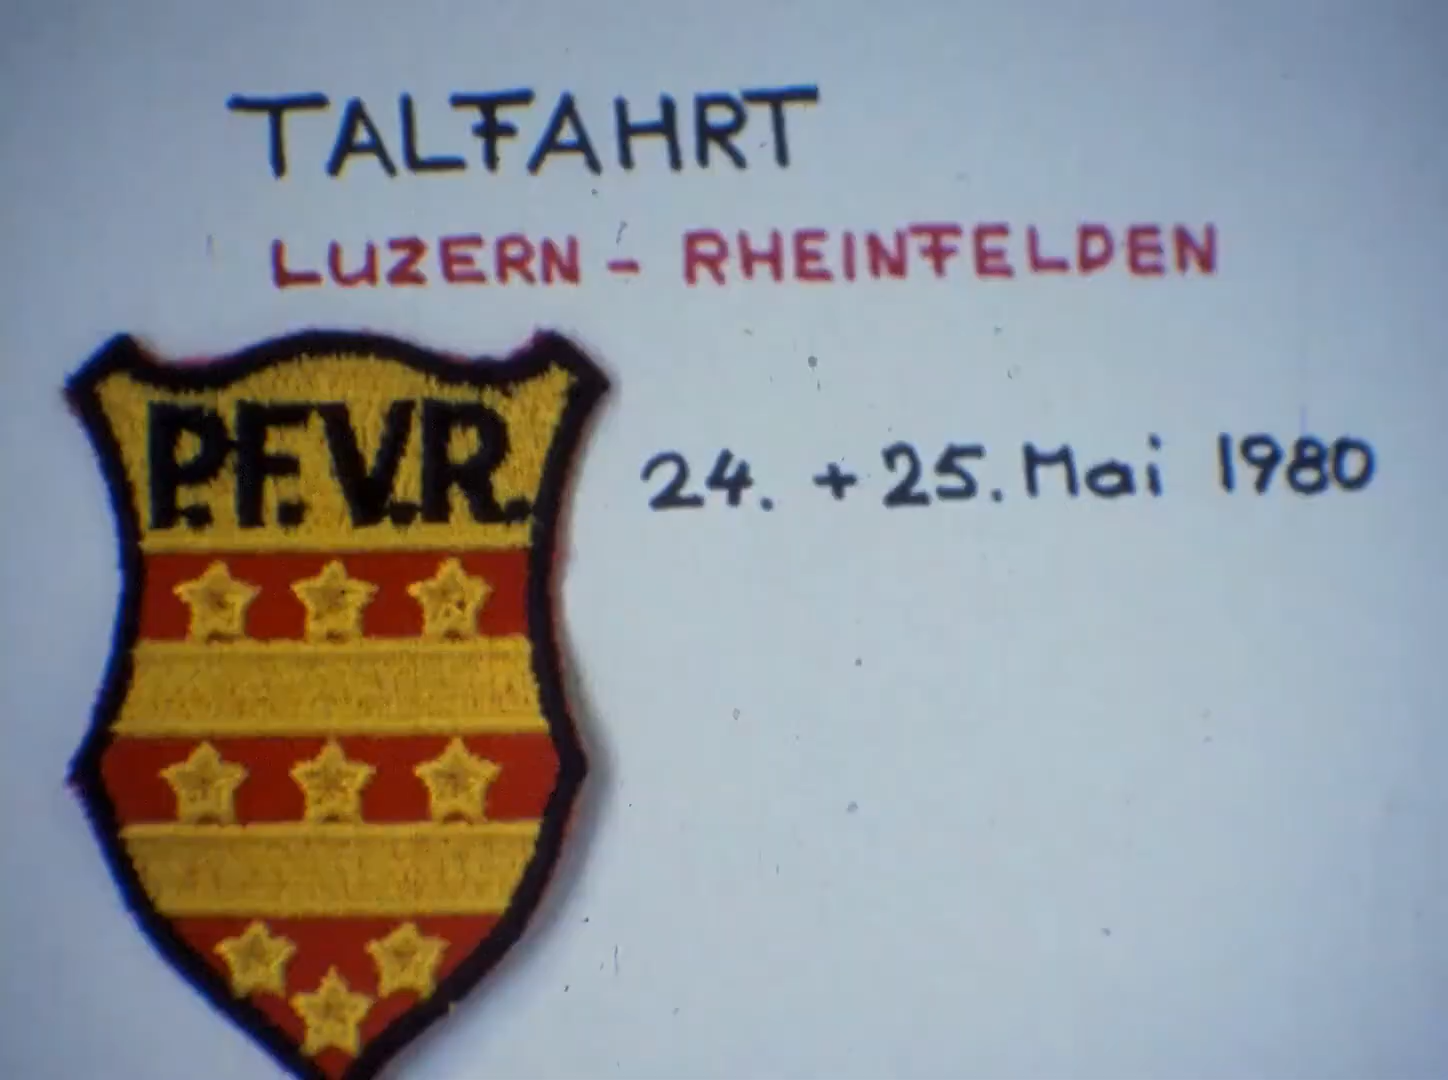 TALFAHRT
LUZERN - RHEINFELDEN
P.F.V.R.
24. + 25. Mai 1980